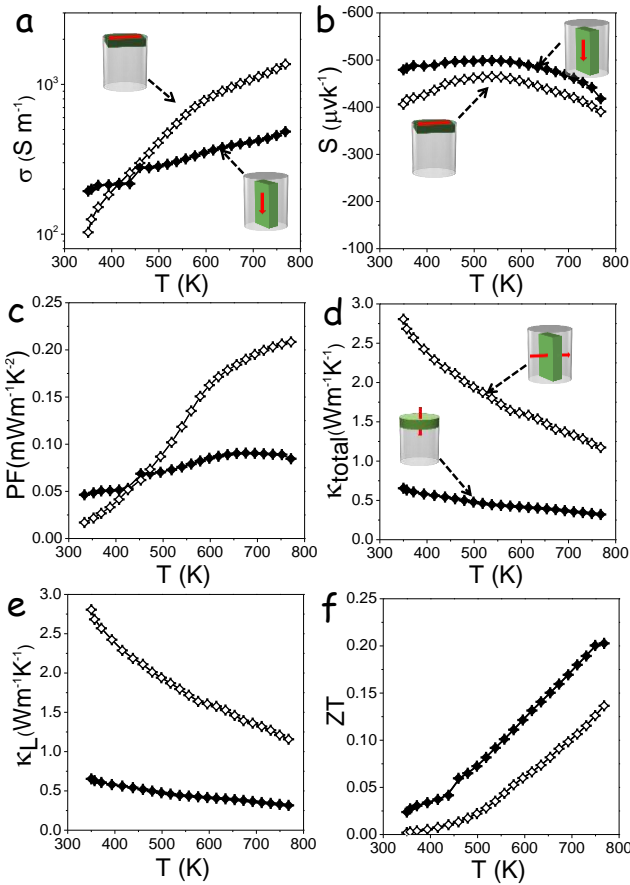 a
σ (S m⁻¹)
10³
10²
300 400 500 600 700 800
T (K)
b
S (μvk⁻¹)
-500
-400
-300
-200
-100
300 400 500 600 700 800
T (K)
c
PF(mWm⁻¹K⁻²)
0.25
0.20
0.15
0.10
0.05
0.00
300 400 500 600 700 800
T (K)
d
κtotal(Wm⁻¹K⁻¹)
3.0
2.5
2.0
1.5
1.0
0.5
0.0
300 400 500 600 700 800
T (K)
e
κL(Wm⁻¹K⁻¹)
3.0
2.5
2.0
1.5
1.0
0.5
0.0
300 400 500 600 700 800
T (K)
f
ZT
0.25
0.20
0.15
0.10
0.05
0.00
300 400 500 600 700 800
T (K)